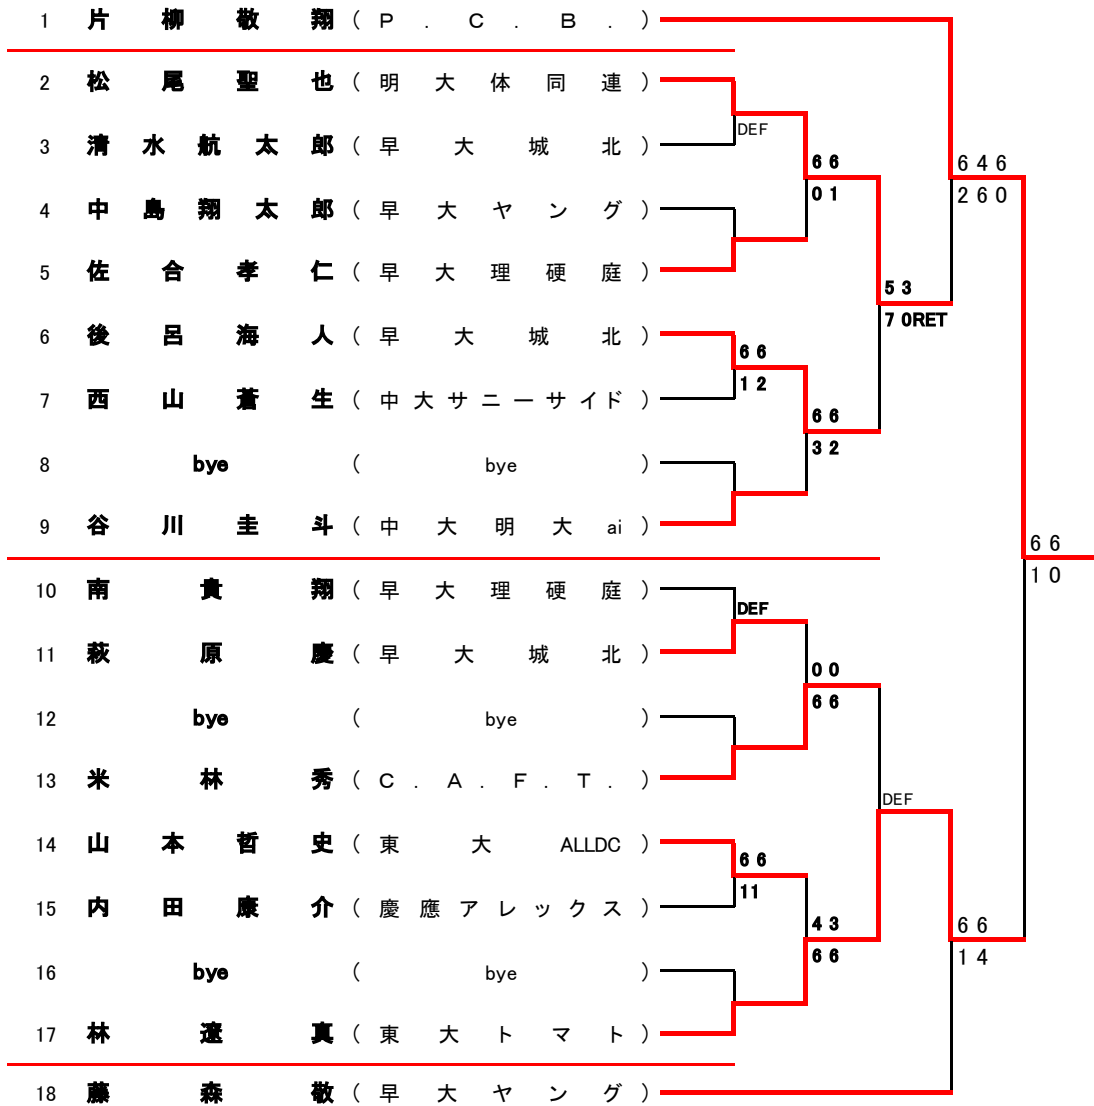 1 片柳敬翔 (P.C.B.)
2 松尾聖也 (明大体同連)
DEF
3 清水航太郎 (早大城北)
6 6
6 4 6
0 1
2 6 0
4 中島翔太郎 (早大ヤング)
5 佐合孝仁 (早大理硬庭)
5 3
7 0RET
6 後呂海人 (早大城北)
6 6
1 2
7 西山蒼生 (中大サニーサイド)
6 6
3 2
8 bye (bye)
9 谷川圭斗 (中大明大ai)
6 6
1 0
10 南貴翔 (早大理硬庭)
DEF
11 萩原慶 (早大城北)
0 0
6 6
12 bye (bye)
13 米林秀 (C.A.F.T.)
DEF
14 山本哲史 (東大ALLDC)
6 6
1 1
15 内田康介 (慶應アレックス)
4 3
6 6
6 6
1 4
16 bye (bye)
17 林遼真 (東大トマト)
18 藤森敬 (早大ヤング)